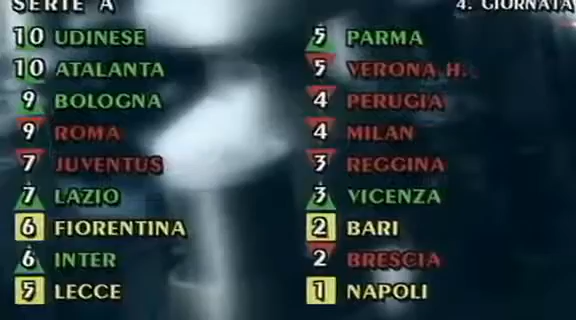 SERIE A
4. GIORNATA
10 UDINESE
10 ATALANTA
9 BOLOGNA
9 ROMA
7 JUVENTUS
7 LAZIO
6 FIORENTINA
6 INTER
5 LECCE
5 PARMA
5 VERONA H.
4 PERUGIA
4 MILAN
3 REGGINA
3 VICENZA
2 BARI
2 BRESCIA
1 NAPOLI